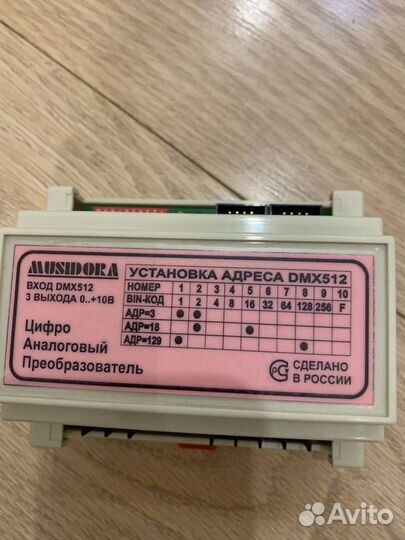 MUSIDORA
ВХОД DMX512
3 ВЫХОДА 0..+10В
Цифро
Аналоговый
Преобразователь
УСТАНОВКА АДРЕСА DMX512
НОМЕР 1 2 3 4 5 6 7 8 9 10
BIN-КОД 1 2 4 8 16 32 64 128 256 F
АДР=3
АДР=18
АДР=129
РСТ
СДЕЛАНО
В РОССИИ
Avito